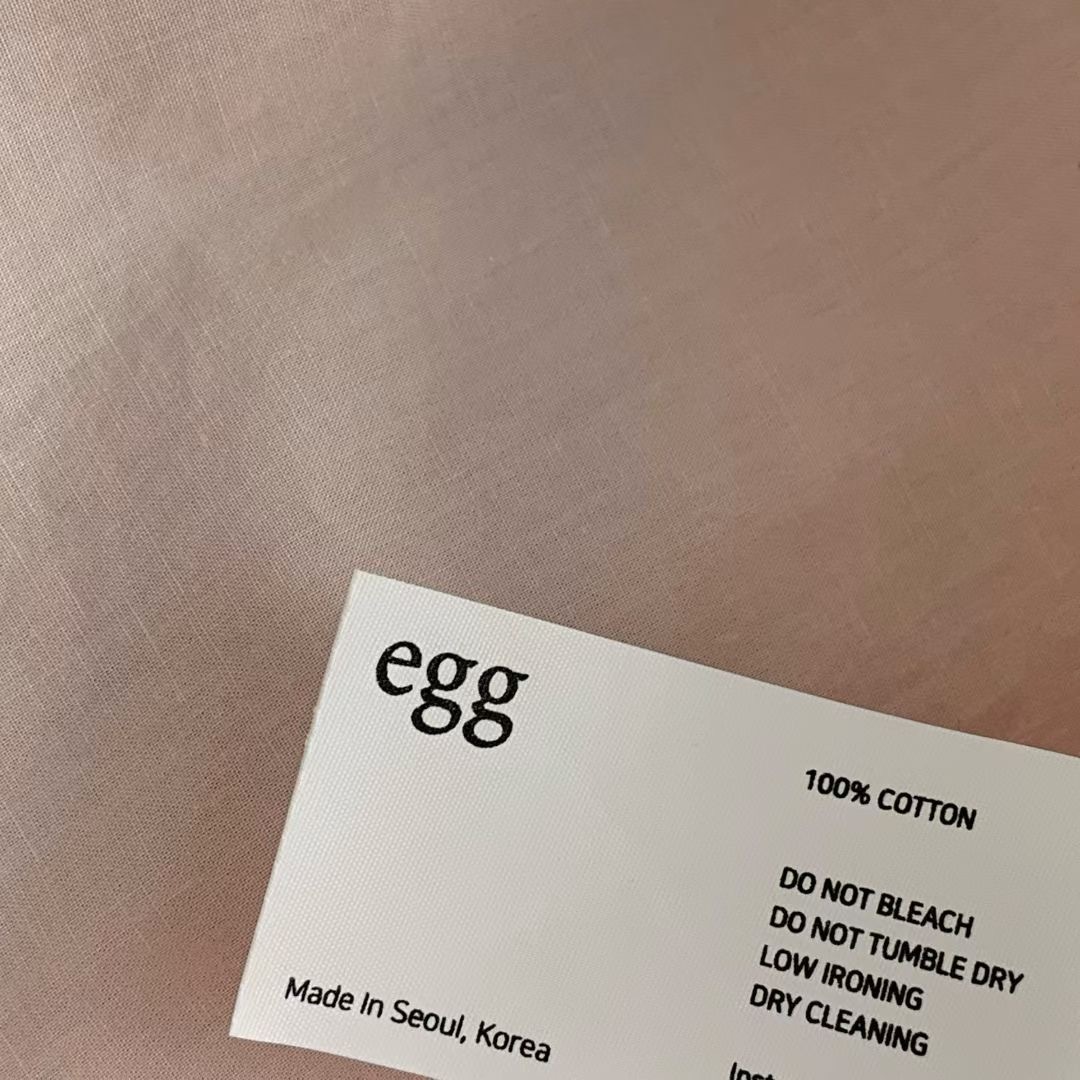 egg
100% COTTON
DO NOT BLEACH
DO NOT TUMBLE DRY
LOW IRONING
DRY CLEANING
Made In Seoul, Korea